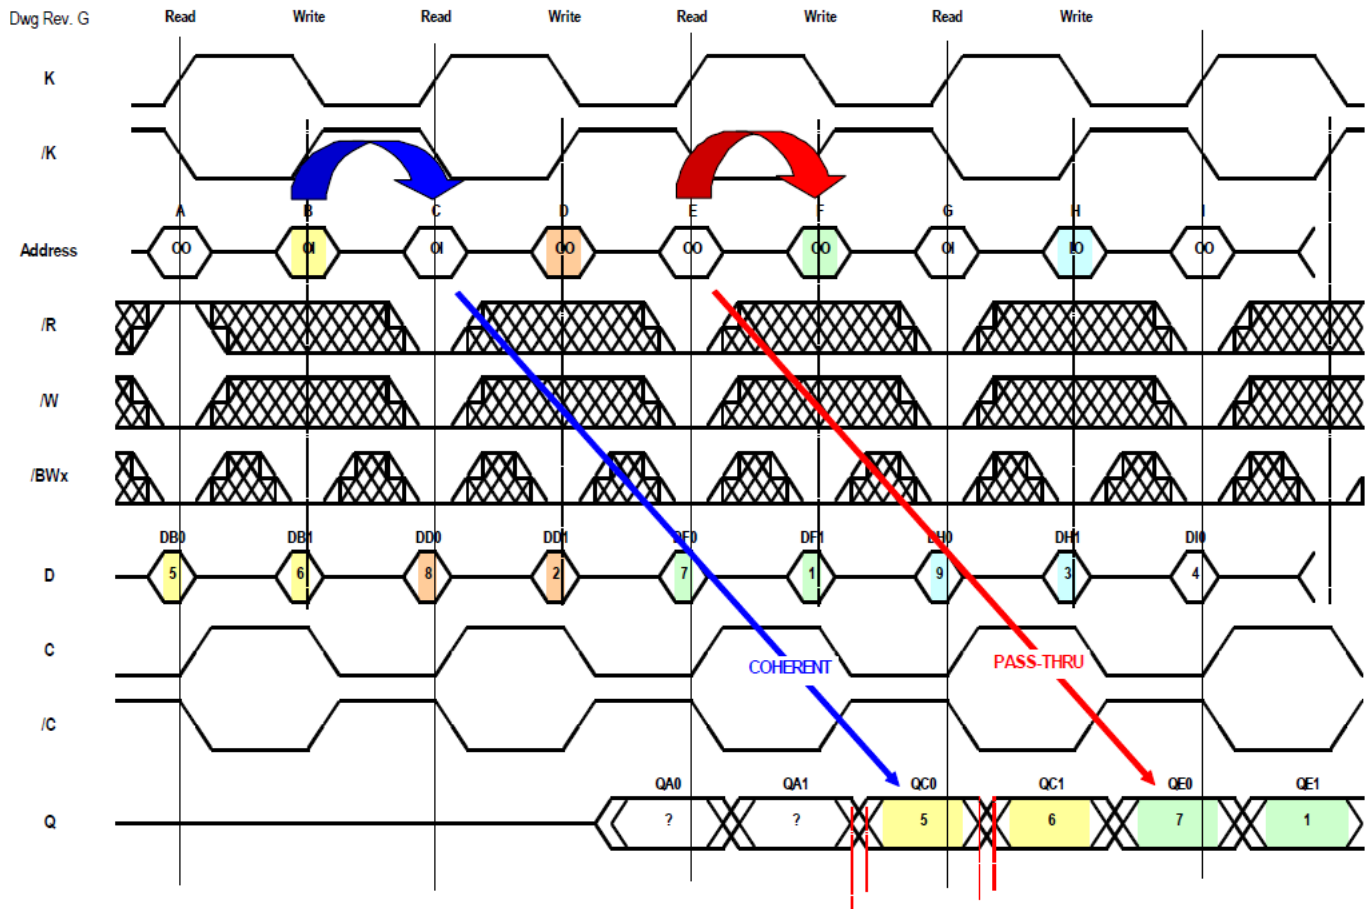 Dwg Rev. G Read Write Read Write Read Write Read Write
K
/K
A B C D E F G H I
Address OO OI OI OO OO OO OI IO OO
/R
/W
/BWx
DB0 DB1 DD0 DD1 DF0 DF1 DH0 DH1 DI0
D 5 6 8 2 7 1 9 3 4
C
COHERENT PASS-THRU
/C
QA0 QA1 QC0 QC1 QE0 QE1
Q ? ? 5 6 7 1